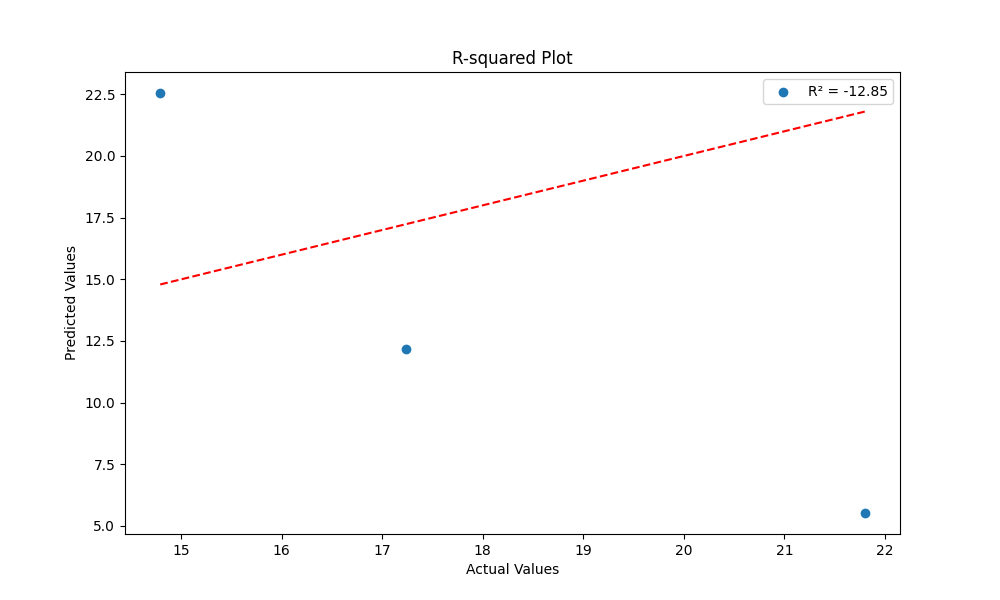 R-squared Plot
R² = -12.85
22.5
20.0
17.5
15.0
12.5
10.0
7.5
5.0
Predicted Values
15 16 17 18 19 20 21 22
Actual Values